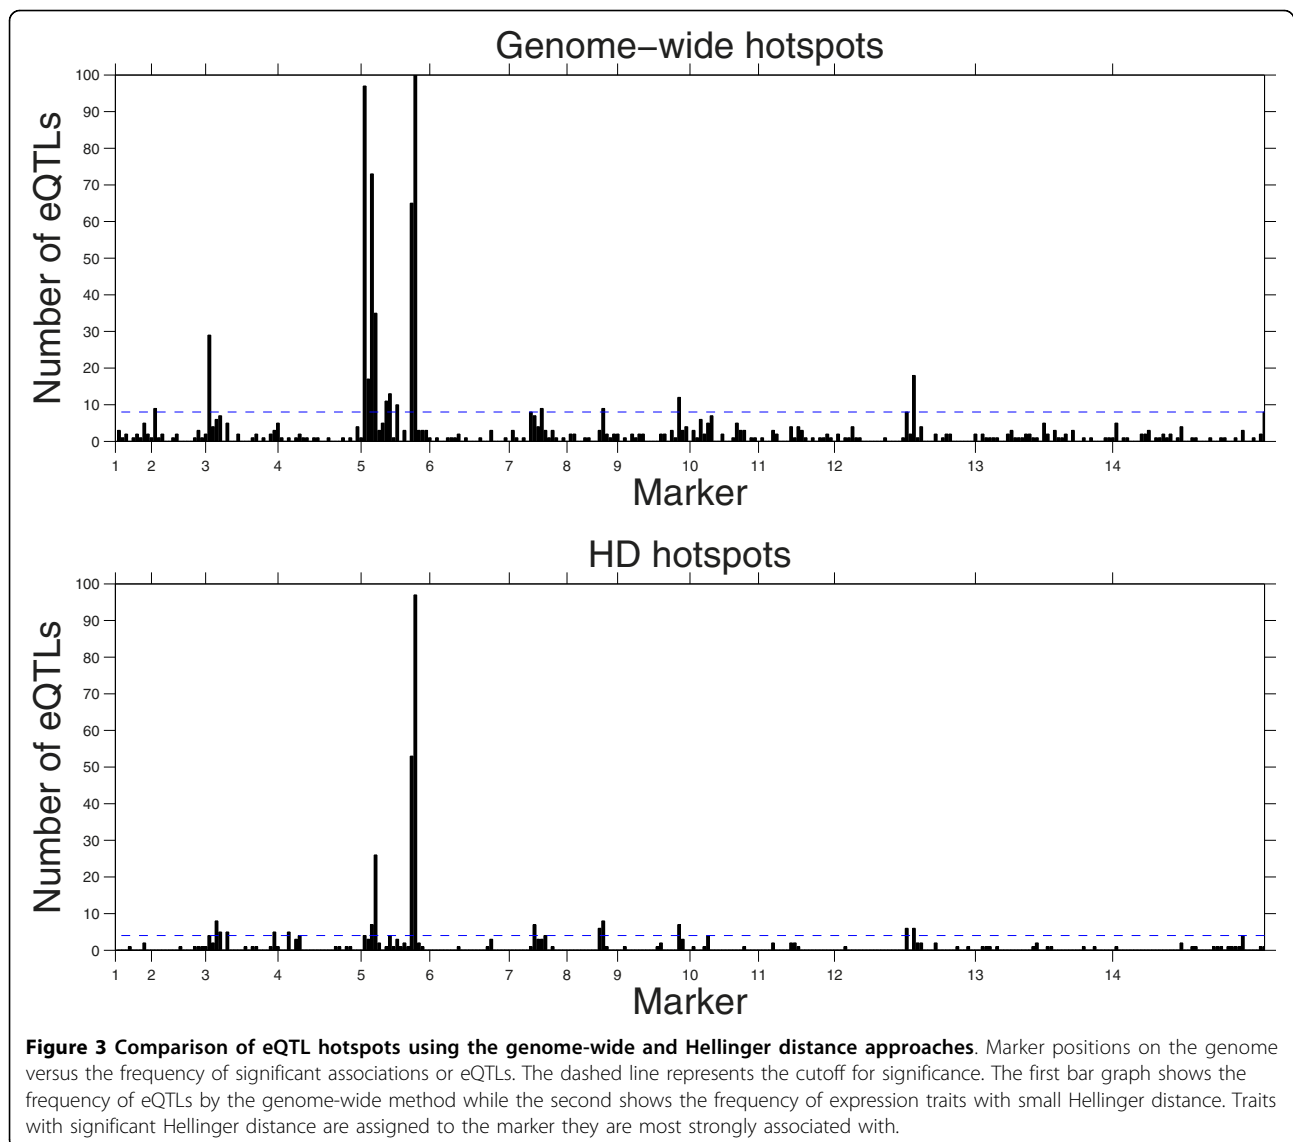 Genome–wide hotspots
100
90
80
70
60
50
40
30
20
10
0
Number of eQTLs
1 2 3 4 5 6 7 8 9 10 11 12 13 14
Marker
HD hotspots
100
90
80
70
60
50
40
30
20
10
0
Number of eQTLs
1 2 3 4 5 6 7 8 9 10 11 12 13 14
Marker
Figure 3 Comparison of eQTL hotspots using the genome-wide and Hellinger distance approaches. Marker positions on the genome
versus the frequency of significant associations or eQTLs. The dashed line represents the cutoff for significance. The first bar graph shows the
frequency of eQTLs by the genome-wide method while the second shows the frequency of expression traits with small Hellinger distance. Traits
with significant Hellinger distance are assigned to the marker they are most strongly associated with.